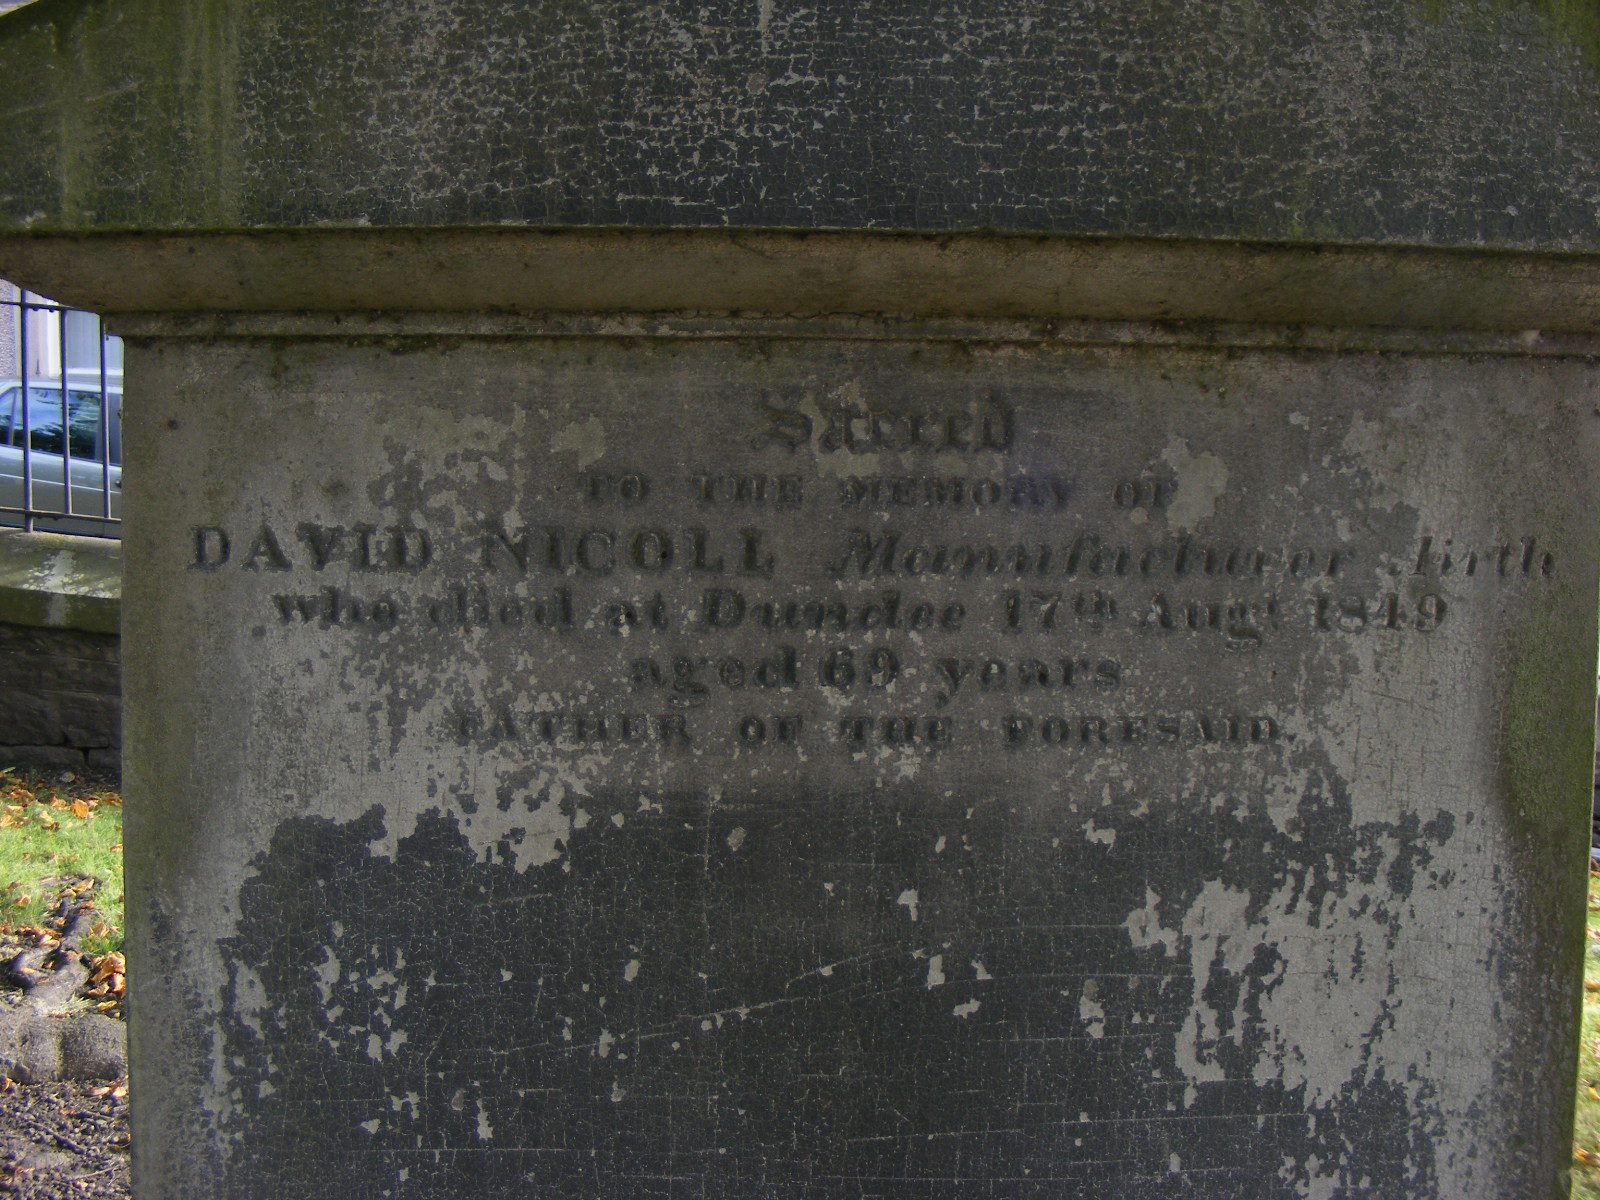 Sacred
TO THE MEMORY OF
DAVID NICOLL Manufacturer .Airth
who died at Dundee 17th Augt 1849
aged 69 years
FATHER OF THE FORESAID.